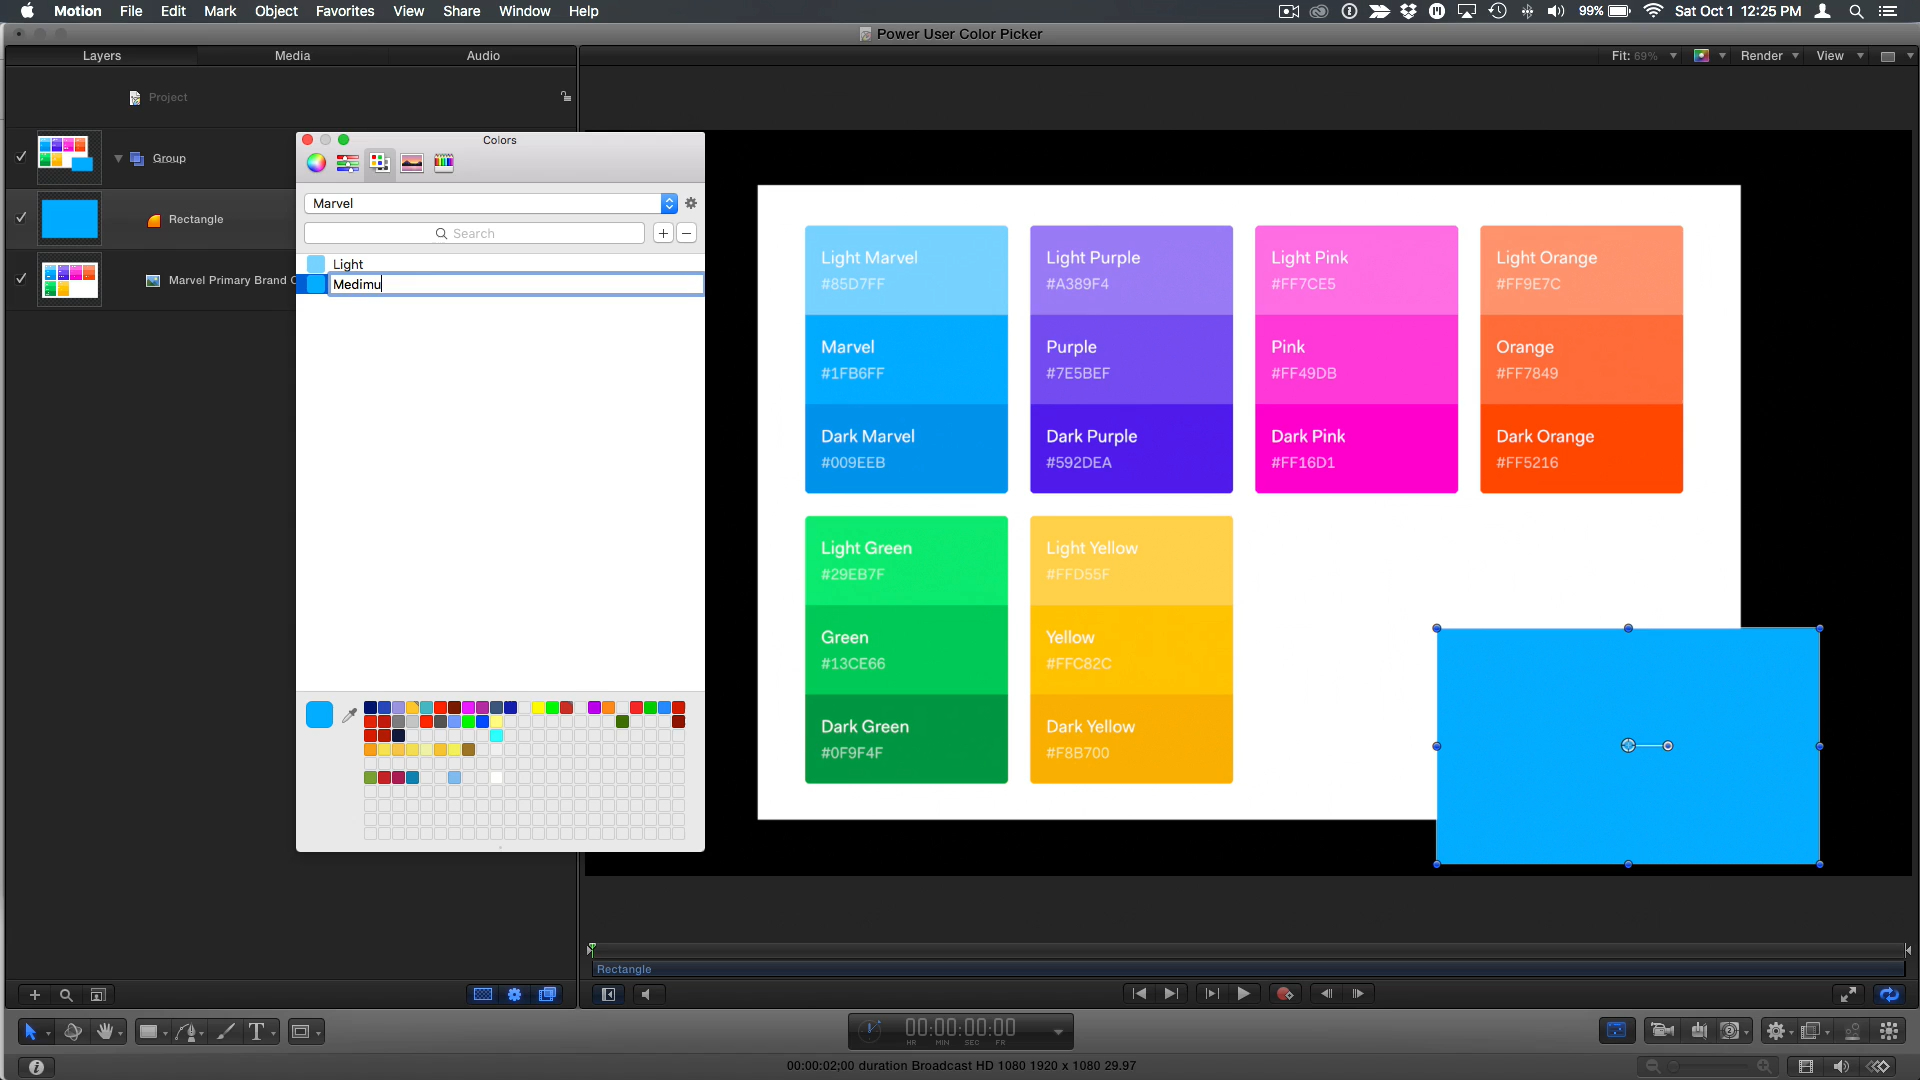 Motion File Edit Mark Object Favorites View Share Window Help
99% Sat Oct 1 12:25 PM
Power User Color Picker
Layers Media Audio
Fit: 69% Render View
Project
Group
Rectangle
Marvel Primary Brand C
Colors
Marvel
Search
Light
Medimu
Light Marvel
#85D7FF
Marvel
#1FB6FF
Dark Marvel
#009EEB
Light Purple
#A389F4
Purple
#7E5BEF
Dark Purple
#592DEA
Light Pink
#FF7CE5
Pink
#FF49DB
Dark Pink
#FF16D1
Light Orange
#FF9E7C
Orange
#FF7849
Dark Orange
#FF5216
Light Green
#29EB7F
Green
#13CE66
Dark Green
#0F9F4F
Light Yellow
#FFD55F
Yellow
#FFC82C
Dark Yellow
#F8B700
Rectangle
T
00:00:00:00
HR MIN SEC FR
00:00:02;00 duration Broadcast HD 1080 1920 x 1080 29.97